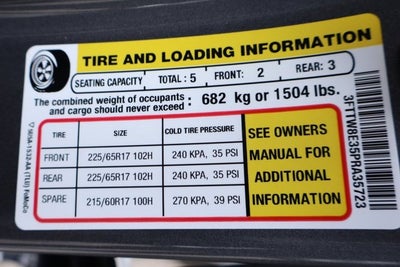 TIRE AND LOADING INFORMATION
SEATING CAPACITY TOTAL : 5 FRONT: 2 REAR: 3
The combined weight of occupants
and cargo should never exceed : 682 kg or 1504 lbs.
TIRE SIZE COLD TIRE PRESSURE
FRONT 225/65R17 102H 240 KPA, 35 PSI
REAR 225/65R17 102H 240 KPA, 35 PSI
SPARE 215/60R17 100H 270 KPA, 39 PSI
SEE OWNERS
MANUAL FOR
ADDITIONAL
INFORMATION
3FTTW8E35PRA35723